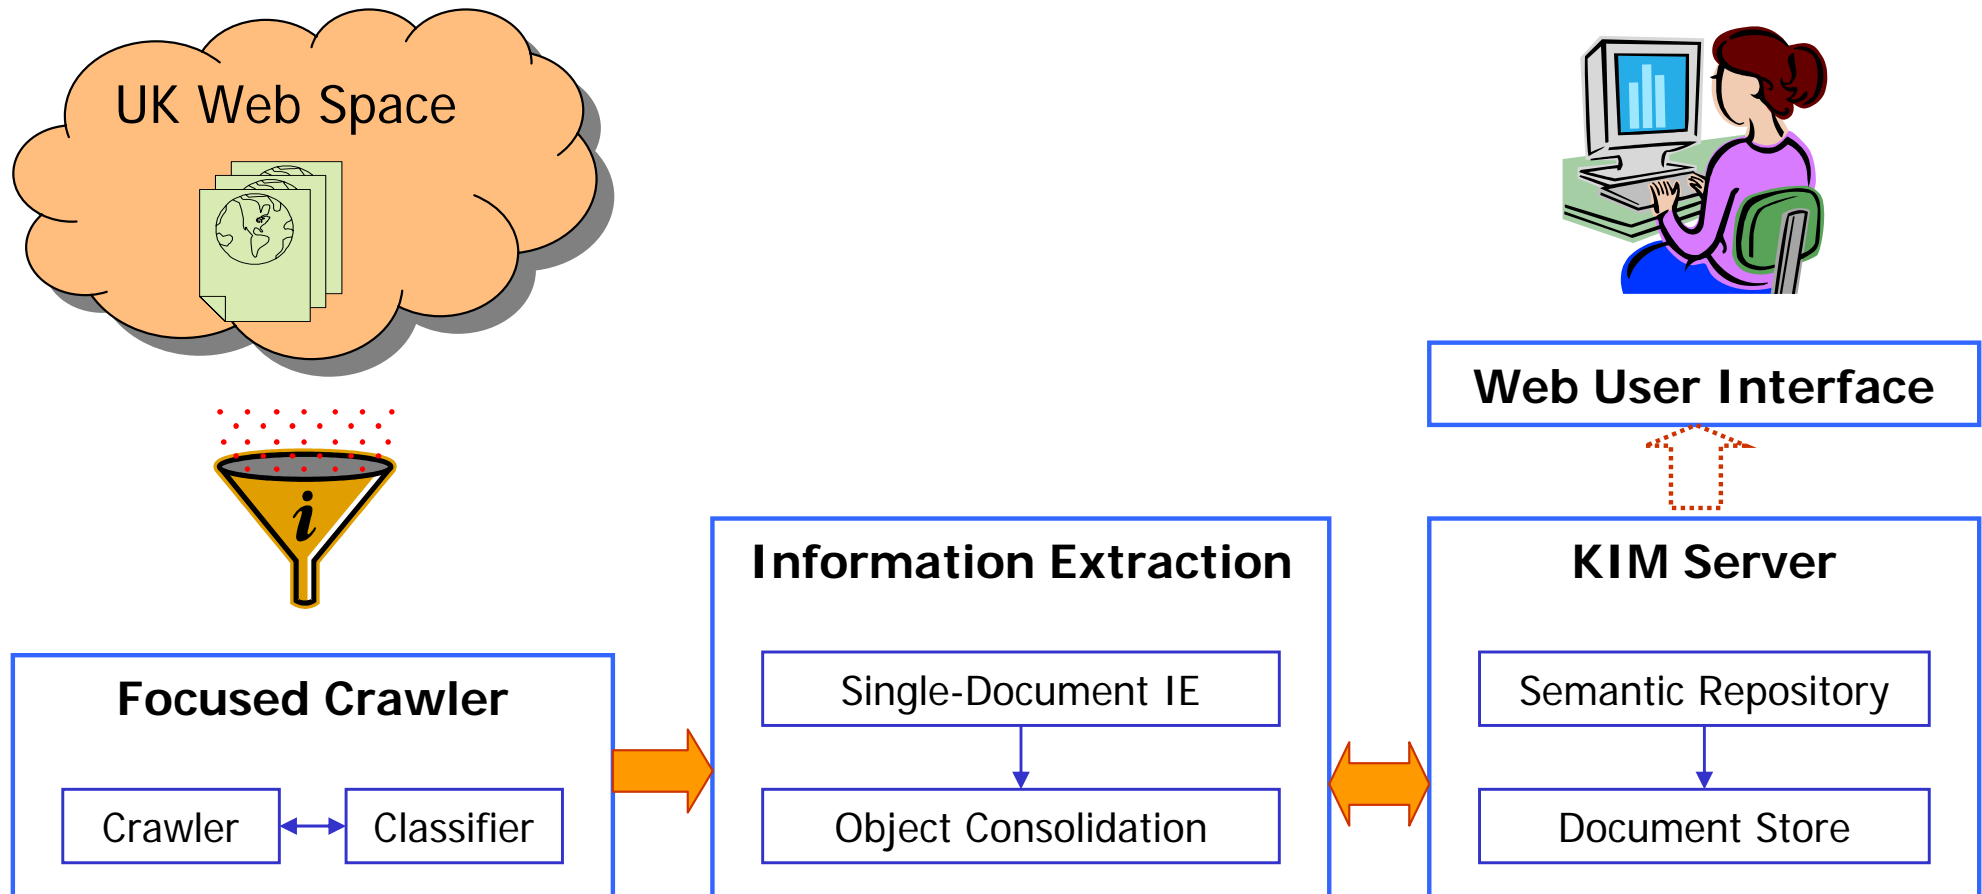 UK Web Space
i
Web User Interface
Information Extraction
KIM Server
Single-Document IE
Semantic Repository
Focused Crawler
Crawler
Classifier
Object Consolidation
Document Store